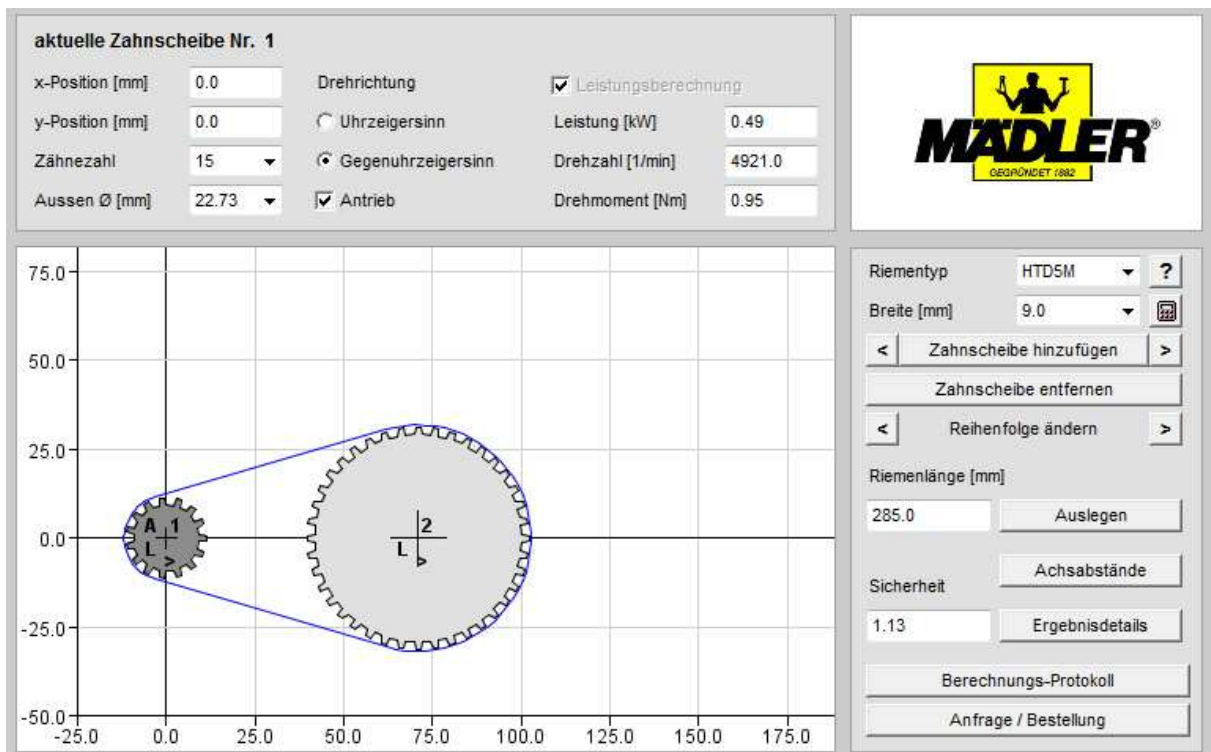 aktuelle Zahnscheibe Nr. 1
x-Position [mm] 0.0 Drehrichtung Leistungsberechnung
y-Position [mm] 0.0 Uhrzeigersinn Leistung [kW] 0.49
Zähnezahl 15 Gegenuhrzeigersinn Drehzahl [1/min] 4921.0
Aussen Ø [mm] 22.73 Antrieb Drehmoment [Nm] 0.95
MÄDLER®
GEGRÜNDET 1882
75.0
50.0
25.0
0.0
-25.0
-50.0
-25.0 0.0 25.0 50.0 75.0 100.0 125.0 150.0 175.0
A 1
L >
2
L >
Riementyp HTD5M ?
Breite [mm] 9.0
< Zahnscheibe hinzufügen >
Zahnscheibe entfernen
< Reihenfolge ändern >
Riemenlänge [mm]
285.0 Auslegen
Achsabstände
Sicherheit
1.13 Ergebnisdetails
Berechnungs-Protokoll
Anfrage / Bestellung